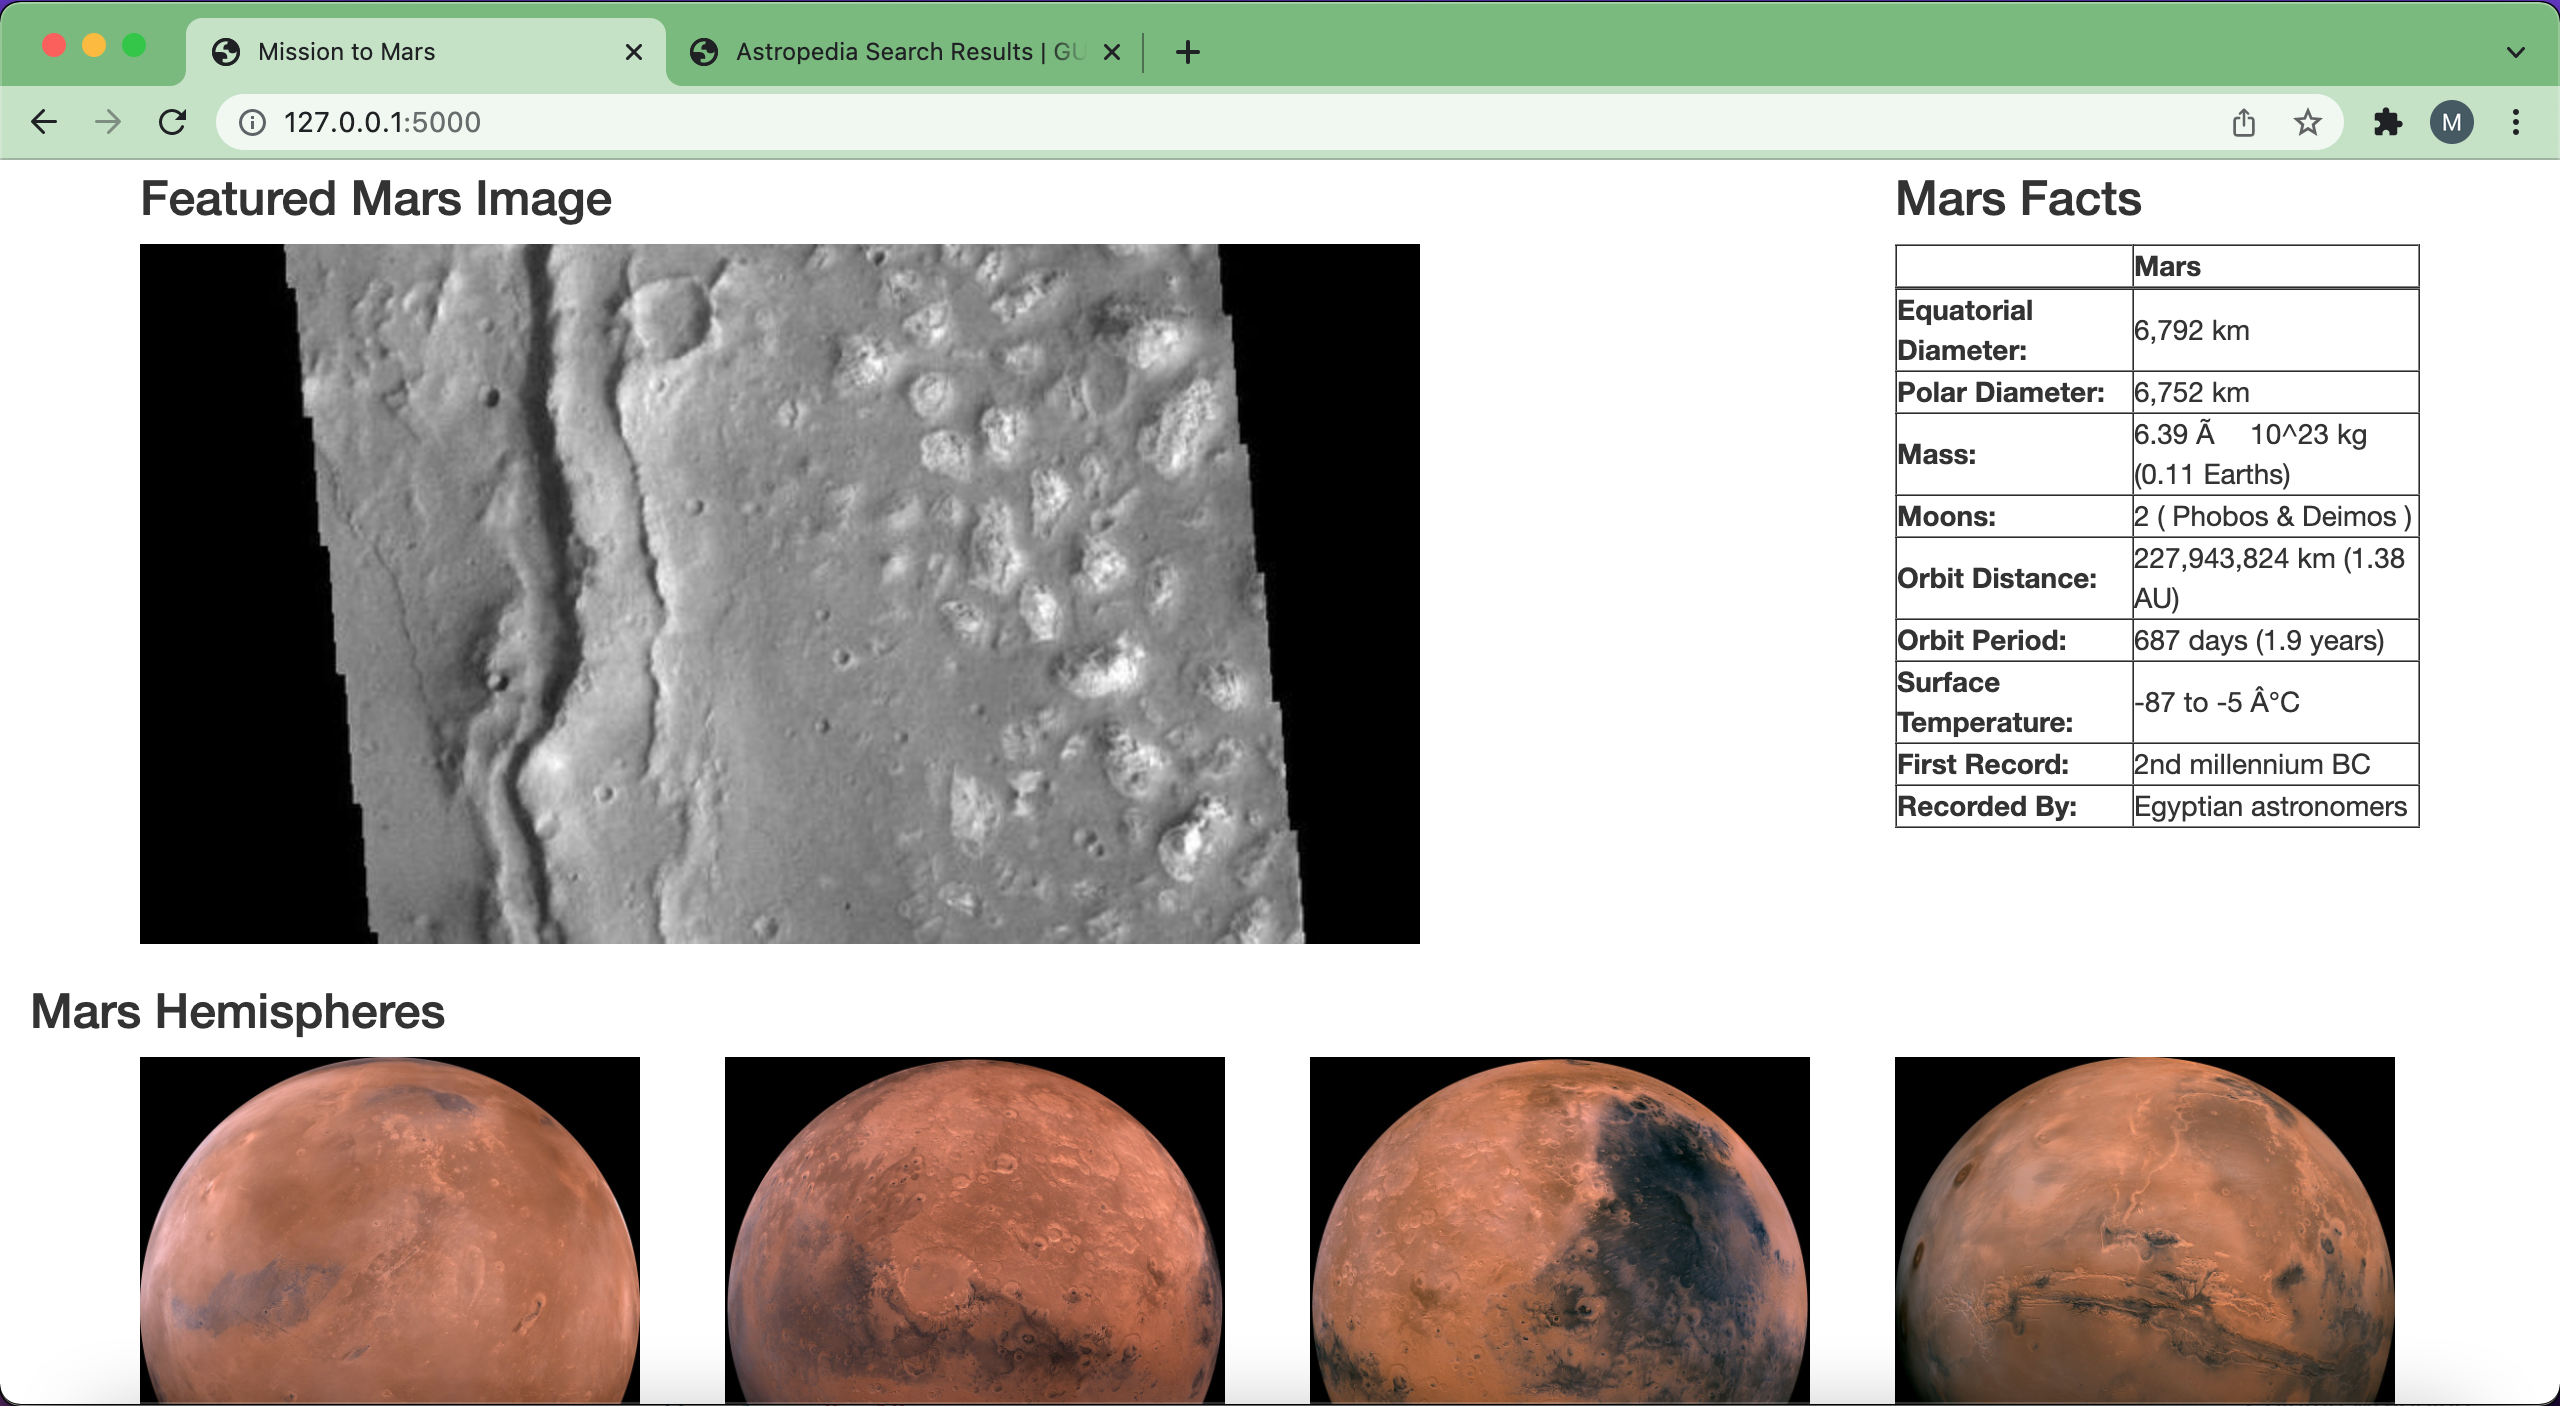 Mission to Mars
Astropedia Search Results | GU
127.0.0.1:5000
M
Featured Mars Image
Mars Facts
Mars
Equatorial Diameter: 6,792 km
Polar Diameter: 6,752 km
Mass: 6.39 Ã 10^23 kg (0.11 Earths)
Moons: 2 ( Phobos & Deimos )
Orbit Distance: 227,943,824 km (1.38 AU)
Orbit Period: 687 days (1.9 years)
Surface Temperature: -87 to -5 Â°C
First Record: 2nd millennium BC
Recorded By: Egyptian astronomers
Mars Hemispheres